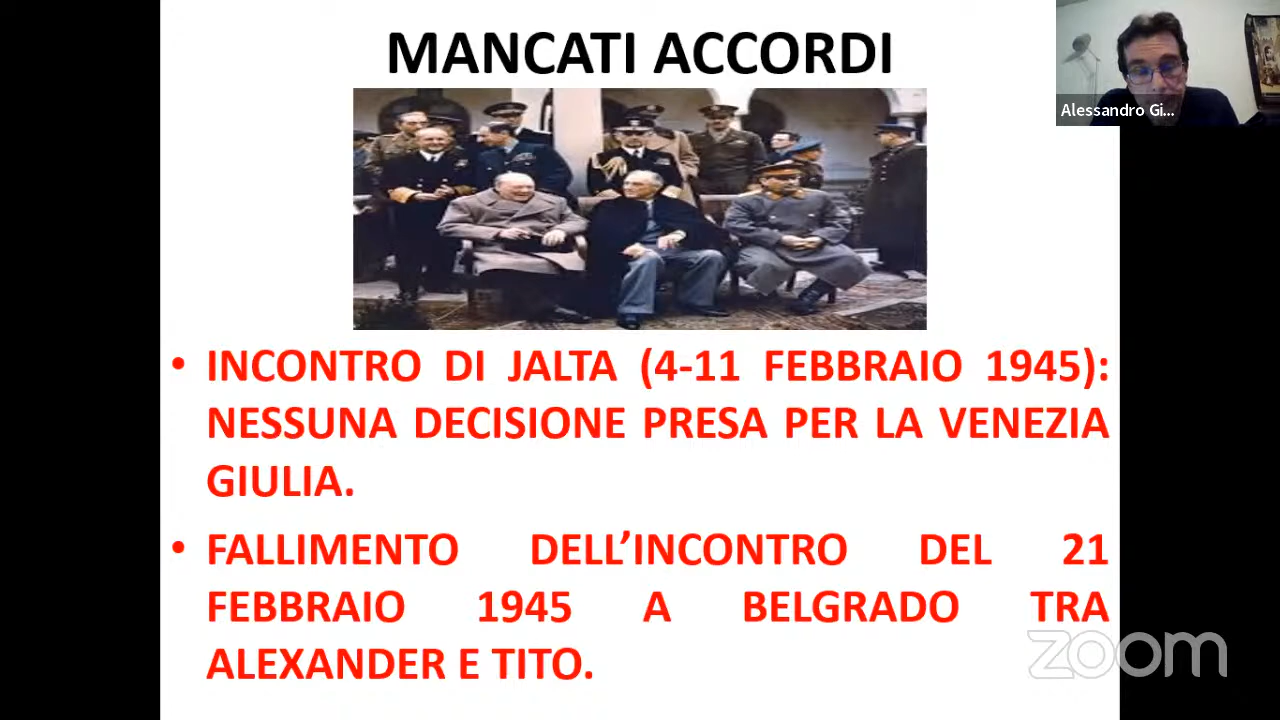 MANCATI ACCORDI
Alessandro Gi...
• INCONTRO DI JALTA (4-11 FEBBRAIO 1945):
NESSUNA DECISIONE PRESA PER LA VENEZIA
GIULIA.
• FALLIMENTO DELL’INCONTRO DEL 21
FEBBRAIO 1945 A BELGRADO TRA
ALEXANDER E TITO.
zoom